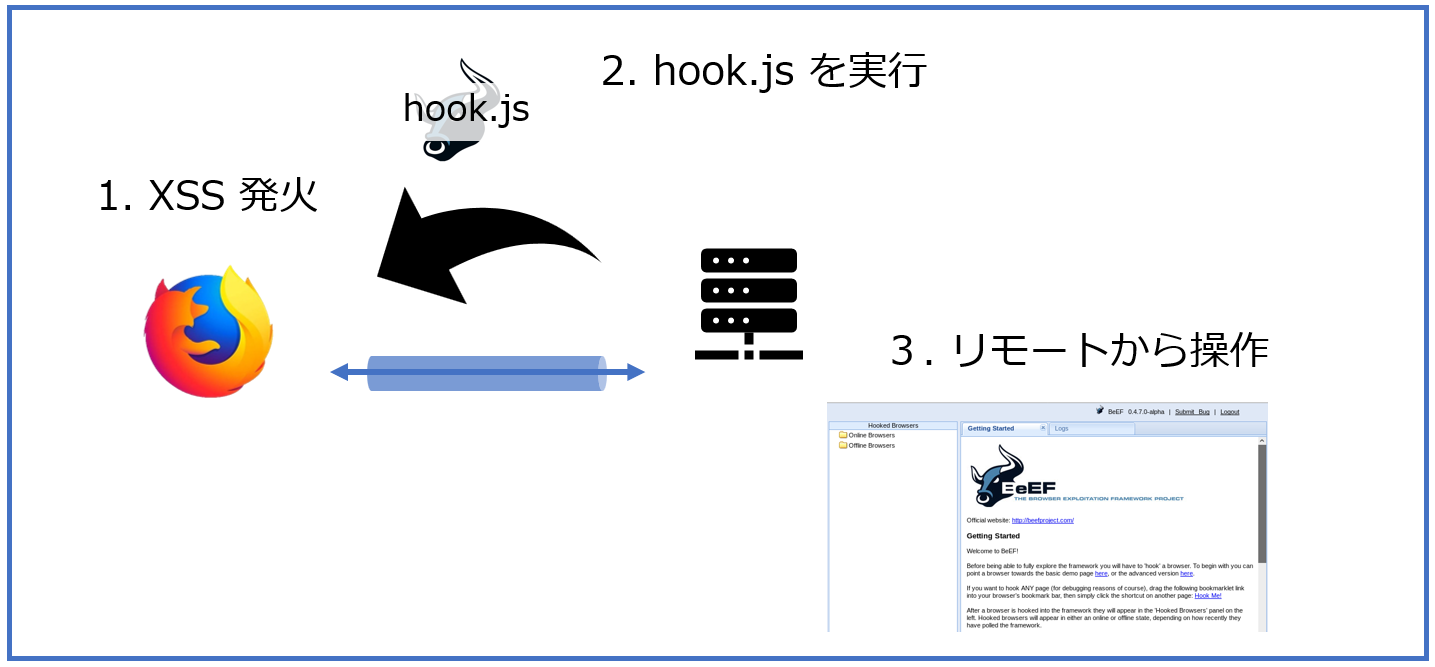 2. hook.js を実行
hook.js
1. XSS 発火
３. リモートから操作
BeEF 0.4.7.0-alpha | Submit Bug | Logout
Hooked Browsers
Online Browsers
Offline Browsers
Getting Started
Logs
BeEF
THE BROWSER EXPLOITATION FRAMEWORK PROJECT
Official website: http://beefproject.com/
Getting Started
Welcome to BeEF!
Before being able to fully explore the framework you will have to 'hook' a browser. To begin with you can
point a browser towards the basic demo page here, or the advanced version here.
If you want to hook ANY page (for debugging reasons of course), drag the following bookmarklet link
into your browser's bookmark bar, then simply click the shortcut on another page: Hook Me!
After a browser is hooked into the framework they will appear in the 'Hooked Browsers' panel on the
left. Hooked browsers will appear in either an online or offline state, depending on how recently they
have polled the framework.